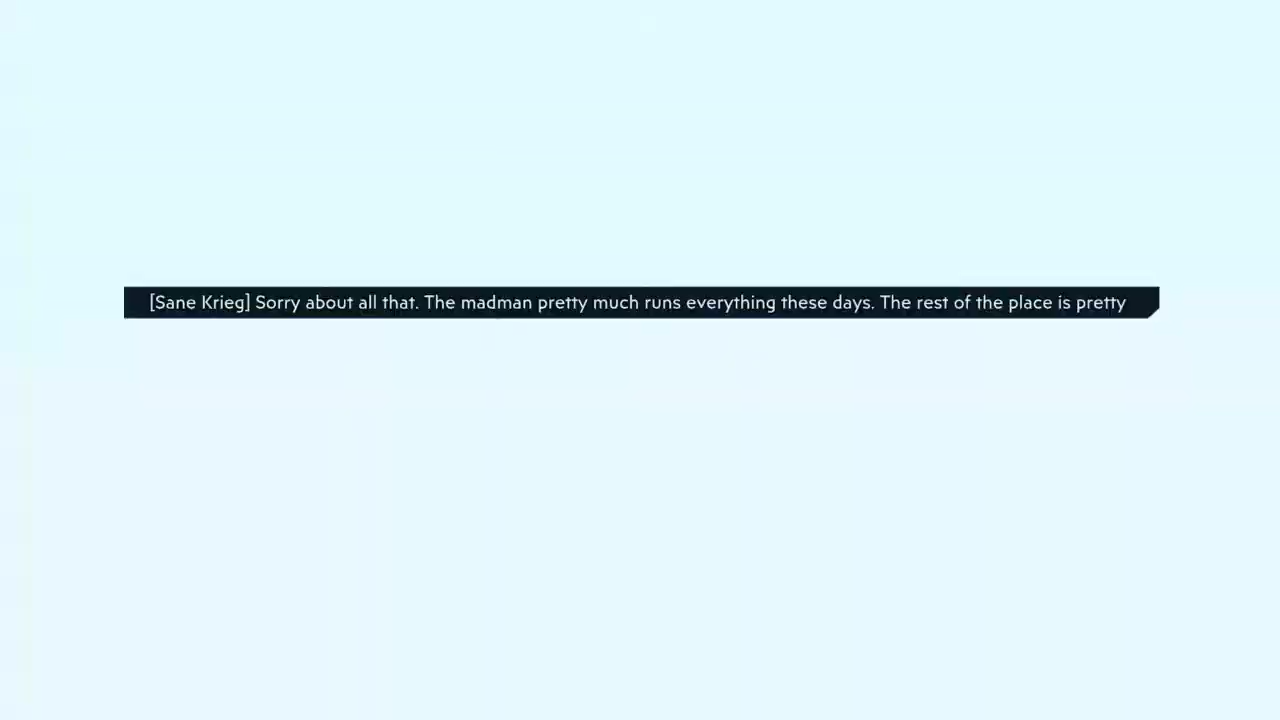 [Sane Krieg] Sorry about all that. The madman pretty much runs everything these days. The rest of the place is pretty